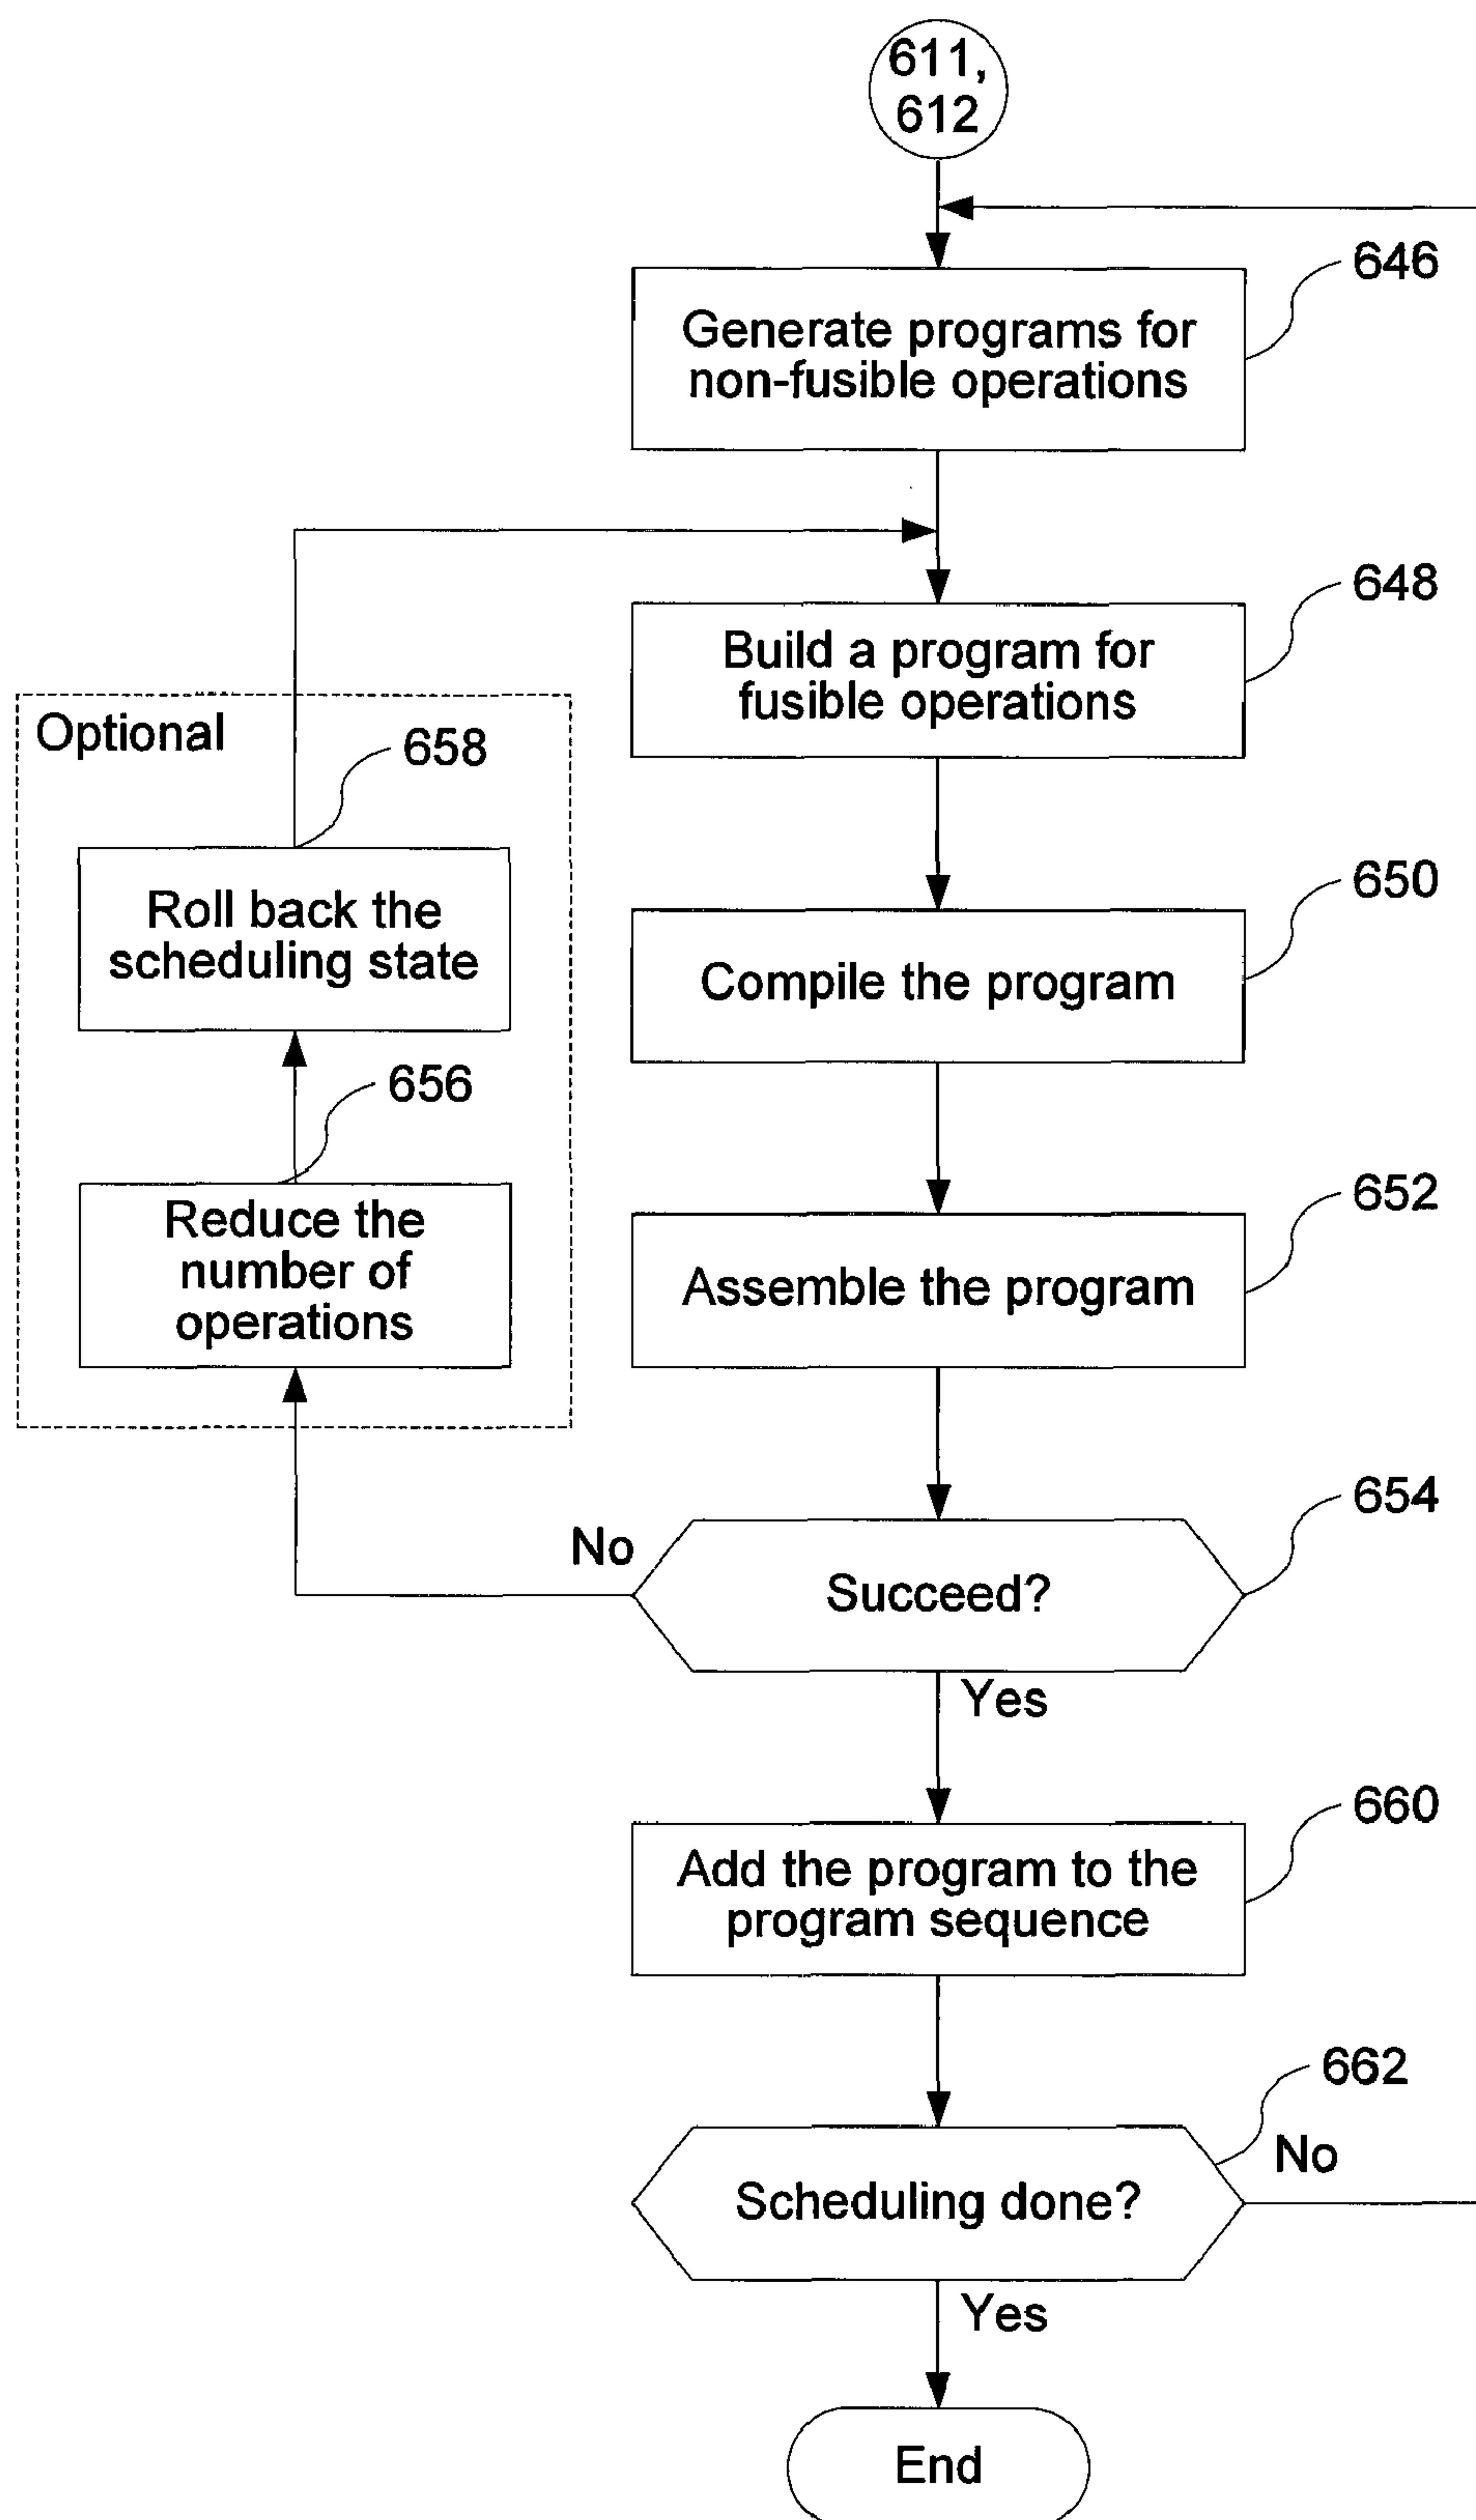 611,
612
646
Generate programs for
non-fusible operations
648
Build a program for
fusible operations
Optional
658
Roll back the
scheduling state
650
Compile the program
656
Reduce the
number of
operations
652
Assemble the program
654
No
Succeed?
Yes
660
Add the program to the
program sequence
662
No
Scheduling done?
Yes
End